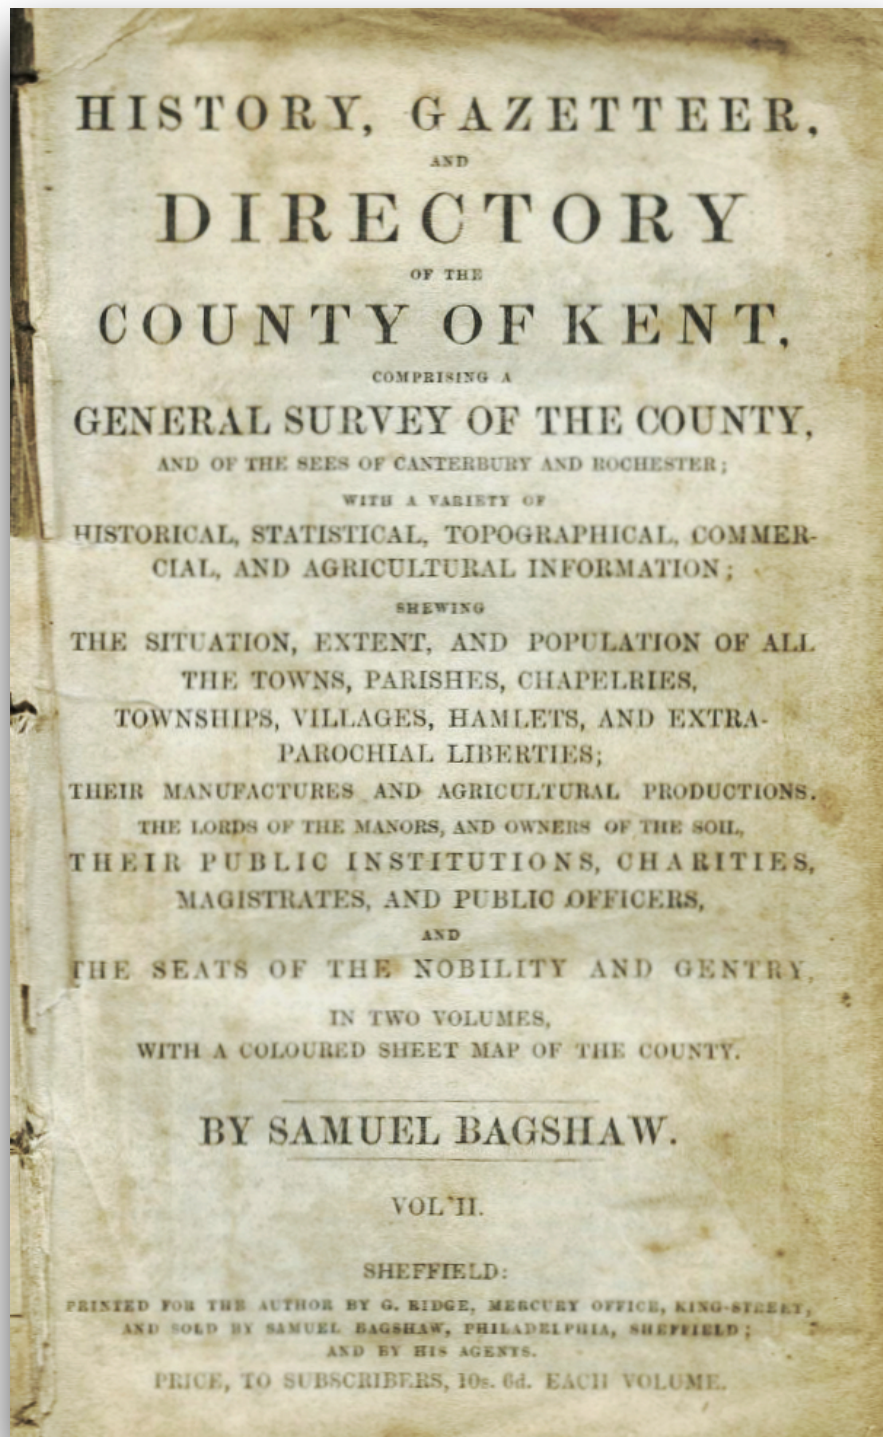 HISTORY, GAZETTEER,
AND
DIRECTORY
OF THE
COUNTY OF KENT,
COMPRISING A
GENERAL SURVEY OF THE COUNTY,
AND OF THE SEES OF CANTERBURY AND ROCHESTER;
WITH A VARIETY OF
HISTORICAL, STATISTICAL, TOPOGRAPHICAL, COMMER-
CIAL, AND AGRICULTURAL INFORMATION;
SHEWING
THE SITUATION, EXTENT, AND POPULATION OF ALL
THE TOWNS, PARISHES, CHAPELRIES,
TOWNSHIPS, VILLAGES, HAMLETS, AND EXTRA-
PAROCHIAL LIBERTIES;
THEIR MANUFACTURES AND AGRICULTURAL PRODUCTIONS.
THE LORDS OF THE MANORS, AND OWNERS OF THE SOIL,
THEIR PUBLIC INSTITUTIONS, CHARITIES,
MAGISTRATES, AND PUBLIC OFFICERS,
AND
THE SEATS OF THE NOBILITY AND GENTRY,
IN TWO VOLUMES,
WITH A COLOURED SHEET MAP OF THE COUNTY.
BY SAMUEL BAGSHAW.
VOL II.
SHEFFIELD:
PRINTED FOR THE AUTHOR BY G. RIDGE, MERCURY OFFICE, KING-STREET,
AND SOLD BY SAMUEL BAGSHAW, PHILADELPHIA, SHEFFIELD;
AND BY HIS AGENTS.
PRICE, TO SUBSCRIBERS, 10s. 6d. EACH VOLUME.